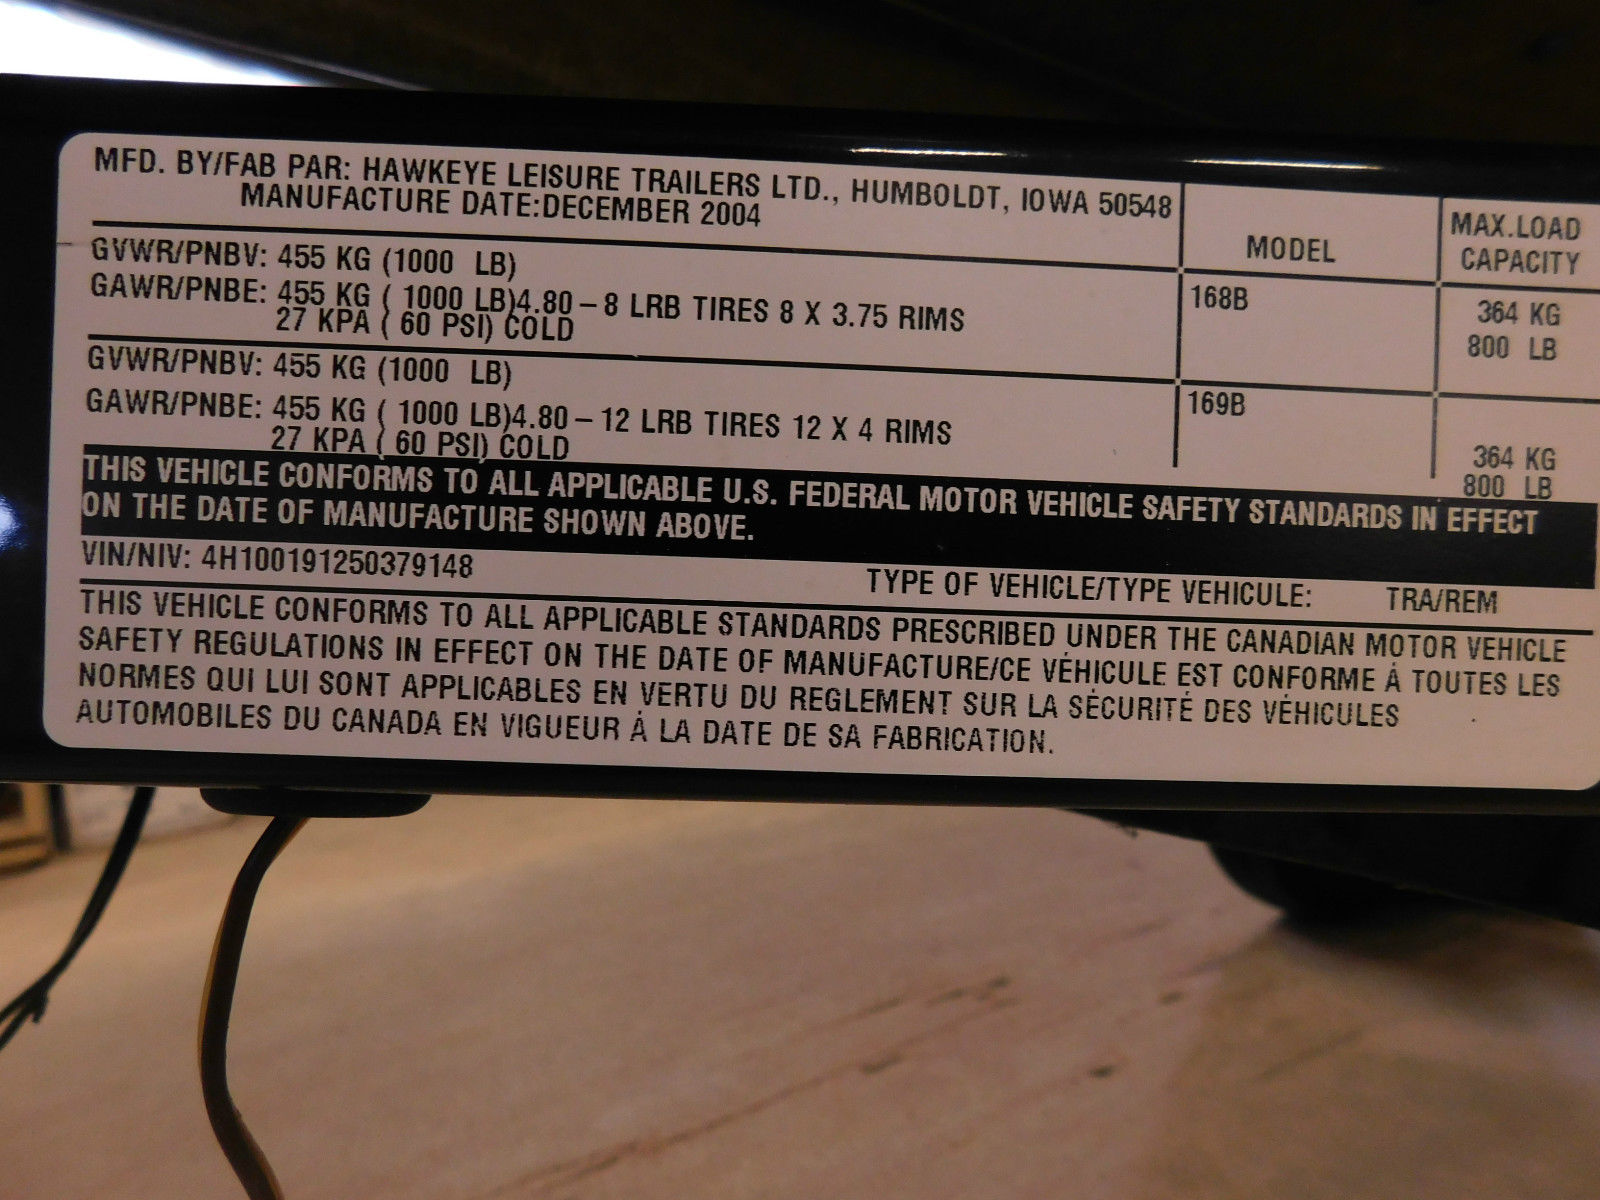 MFD. BY/FAB PAR: HAWKEYE LEISURE TRAILERS LTD., HUMBOLDT, IOWA 50548
MANUFACTURE DATE:DECEMBER 2004
MODEL
MAX.LOAD
CAPACITY
GVWR/PNBV: 455 KG (1000 LB)
GAWR/PNBE: 455 KG ( 1000 LB)4.80-8 LRB TIRES 8 X 3.75 RIMS
27 KPA ( 60 PSI) COLD
168B
364 KG
800 LB
GVWR/PNBV: 455 KG (1000 LB)
GAWR/PNBE: 455 KG ( 1000 LB)4.80-12 LRB TIRES 12 X 4 RIMS
27 KPA ( 60 PSI) COLD
169B
364 KG
800 LB
THIS VEHICLE CONFORMS TO ALL APPLICABLE U.S. FEDERAL MOTOR VEHICLE SAFETY STANDARDS IN EFFECT
ON THE DATE OF MANUFACTURE SHOWN ABOVE.
VIN/NIV: 4H100191250379148
TYPE OF VEHICLE/TYPE VEHICULE: TRA/REM
THIS VEHICLE CONFORMS TO ALL APPLICABLE STANDARDS PRESCRIBED UNDER THE CANADIAN MOTOR VEHICLE
SAFETY REGULATIONS IN EFFECT ON THE DATE OF MANUFACTURE/CE VÉHICULE EST CONFORME À TOUTES LES
NORMES QUI LUI SONT APPLICABLES EN VERTU DU REGLEMENT SUR LA SÉCURITÉ DES VÉHICULES
AUTOMOBILES DU CANADA EN VIGUEUR À LA DATE DE SA FABRICATION.